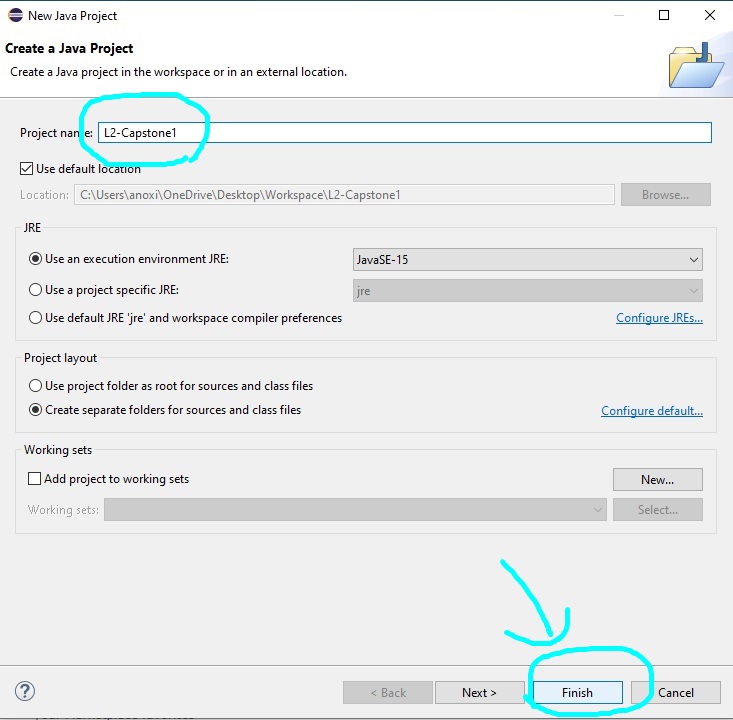 New Java Project
Create a Java Project
Create a Java project in the workspace or in an external location.
Project name: L2-Capstone1
Use default location
Location: C:\Users\anoxi\OneDrive\Desktop\Workspace\L2-Capstone1 Browse...
JRE
Use an execution environment JRE: JavaSE-15
Use a project specific JRE: jre
Use default JRE 'jre' and workspace compiler preferences Configure JREs...
Project layout
Use project folder as root for sources and class files
Create separate folders for sources and class files Configure default...
Working sets
Add project to working sets New...
Working sets: Select...
? < Back Next > Finish Cancel